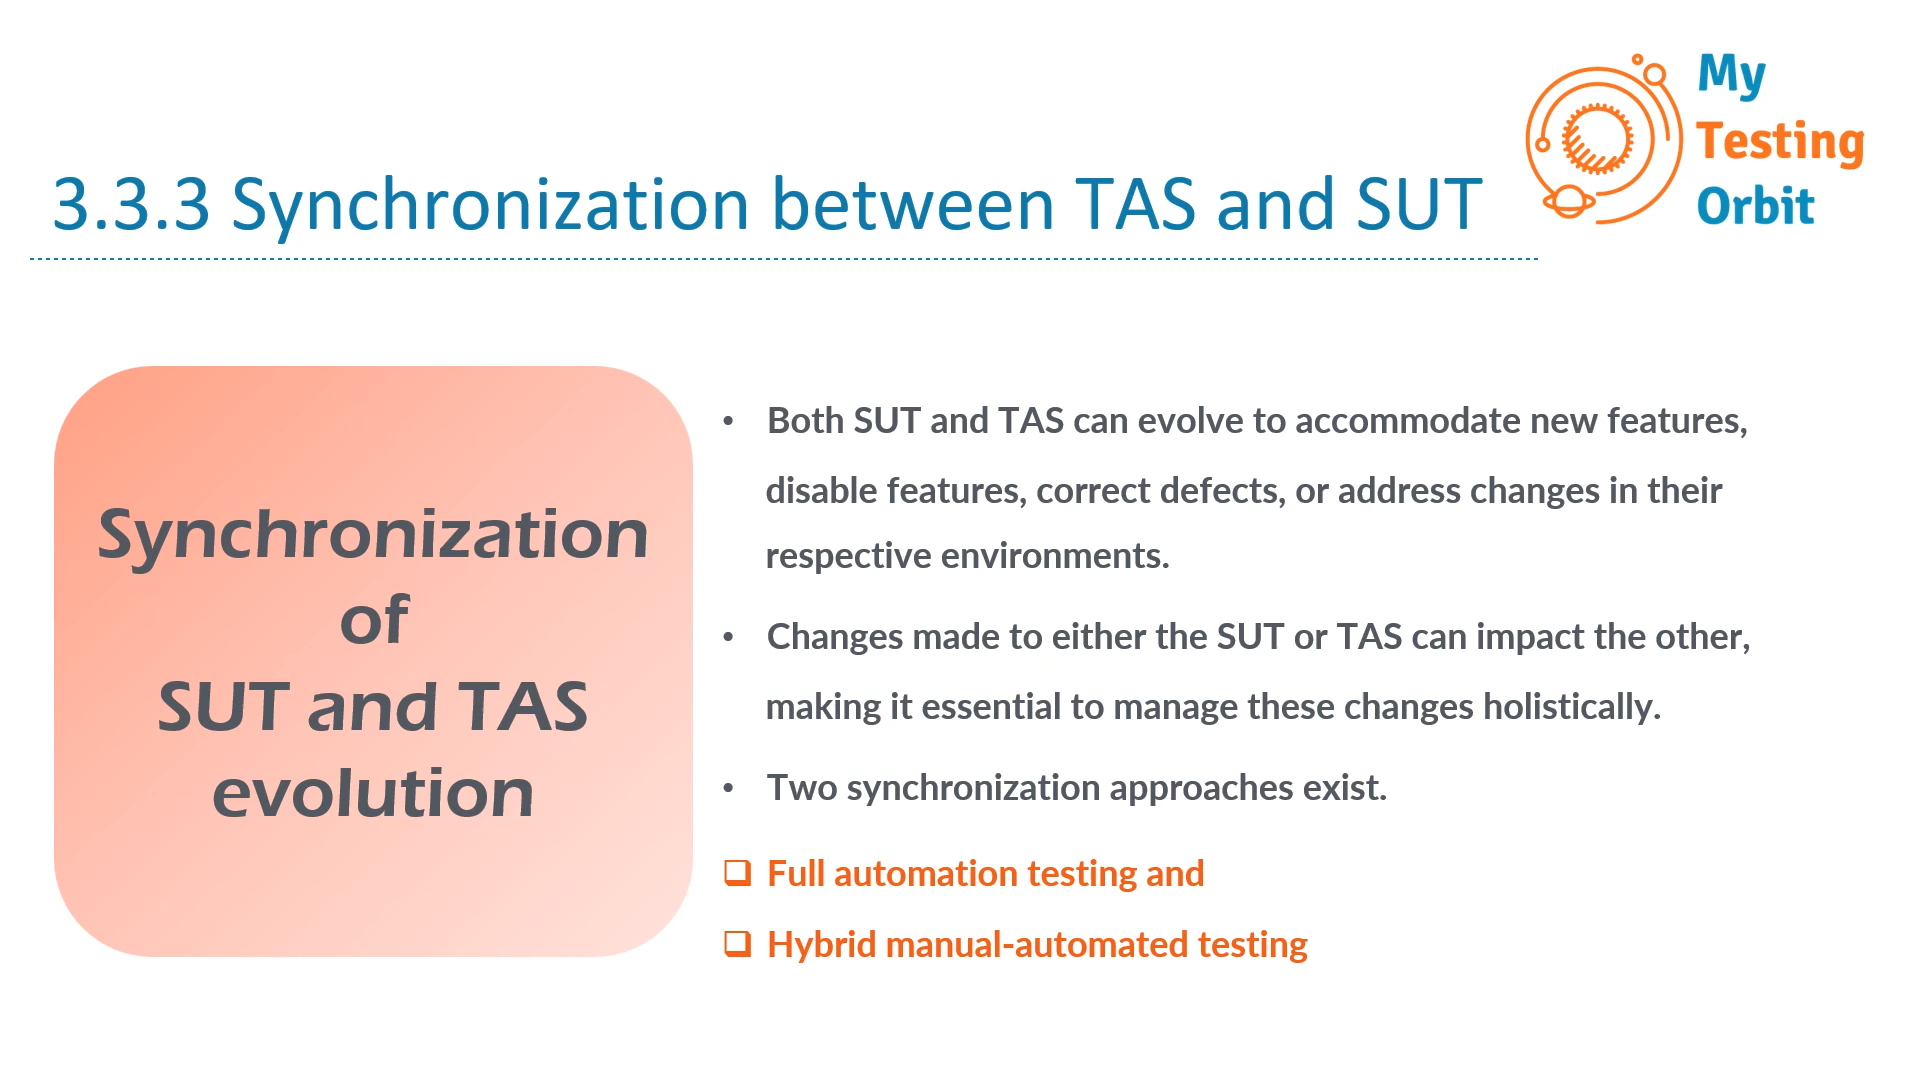 My
Testing
Orbit
3.3.3 Synchronization between TAS and SUT
Synchronization
of
SUT and TAS
evolution
• Both SUT and TAS can evolve to accommodate new features,
disable features, correct defects, or address changes in their
respective environments.
• Changes made to either the SUT or TAS can impact the other,
making it essential to manage these changes holistically.
• Two synchronization approaches exist.
❑ Full automation testing and
❑ Hybrid manual-automated testing